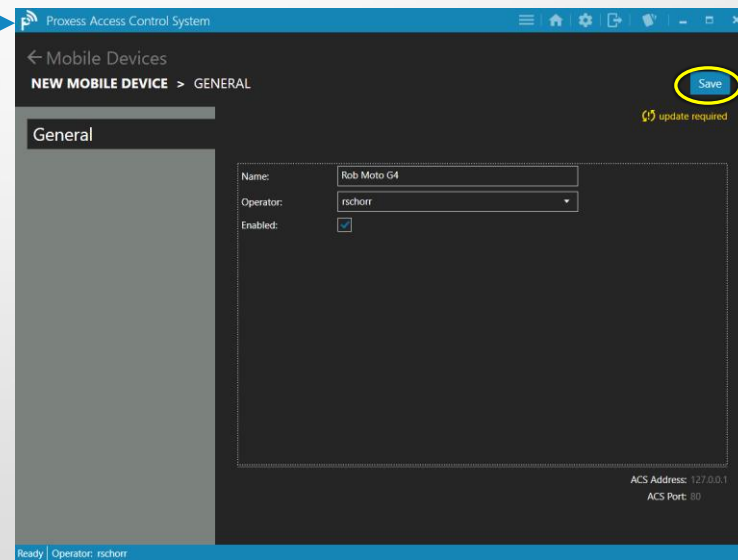 Proxess Access Control System
Mobile Devices
NEW MOBILE DEVICE > GENERAL
Save
update required
General
Name: Rob Moto G4
Operator: rschorr
Enabled:
ACS Address: 127.0.0.1
ACS Port: 80
Ready Operator: rschorr